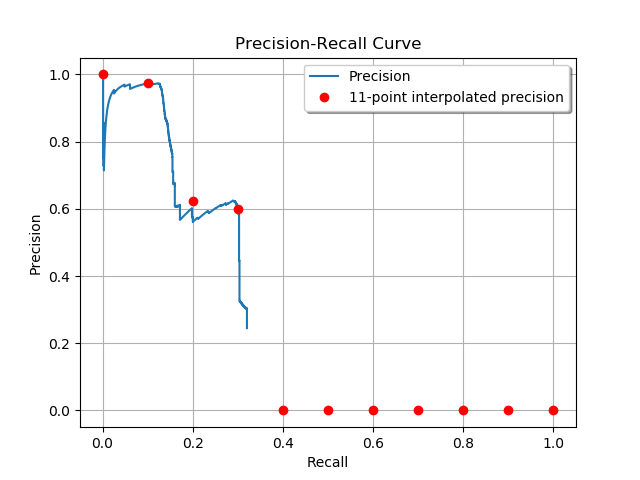 Precision-Recall Curve
Precision
11-point interpolated precision
1.0
0.8
0.6
0.4
0.2
0.0
Precision
0.0 0.2 0.4 0.6 0.8 1.0
Recall